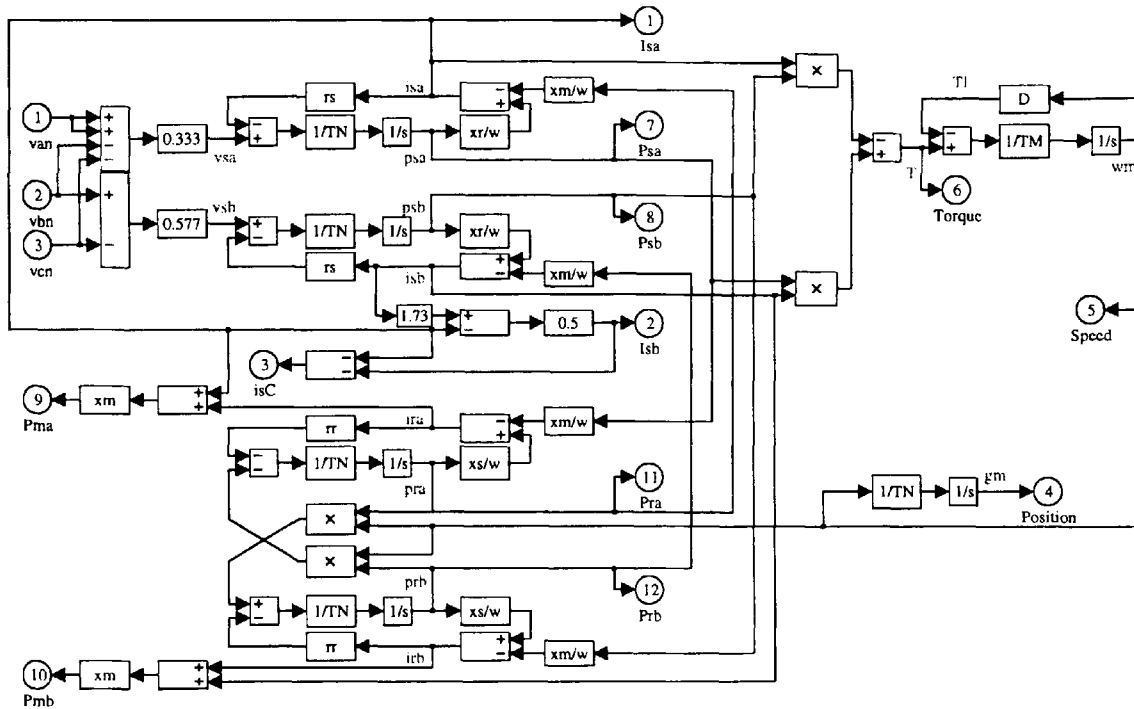 1
Isa
rs
isa
−
+
xm/w
×
Tl
D
1
van
+
+
−
−
0.333
vsa
−
+
1/TN
1/s
psa
xr/w
7
Psa
−
+
T
6
Torque
−
+
1/TM
1/s
wm
2
vbn
3
vcn
+
−
0.577
vsb
+
−
1/TN
1/s
psb
xr/w
8
Psb
rs
isb
+
−
xm/w
×
1.73
+
−
0.5
2
Isb
5
Speed
3
isC
−
−
9
Pma
xm
+
+
rr
ira
−
+
xm/w
−
−
1/TN
1/s
pra
xs/w
11
Pra
1/TN
1/s
gm
4
Position
×
×
prb
+
−
1/TN
1/s
xs/w
12
Prb
rr
irb
+
−
xm/w
10
Pmb
xm
+
+